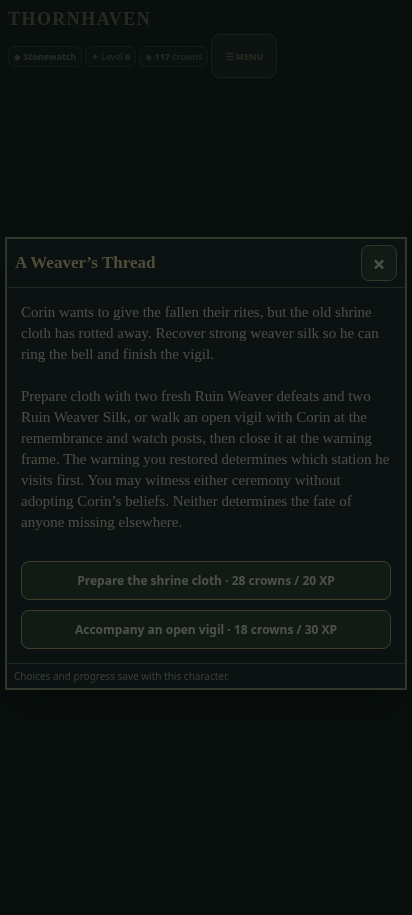 THORNHAVEN
◆ Stonewatch ✦ Level 6 ◈ 117 crowns ☰ MENU
A Weaver’s Thread ×
Corin wants to give the fallen their rites, but the old shrine
cloth has rotted away. Recover strong weaver silk so he can
ring the bell and finish the vigil.
Prepare cloth with two fresh Ruin Weaver defeats and two
Ruin Weaver Silk, or walk an open vigil with Corin at the
remembrance and watch posts, then close it at the warning
frame. The warning you restored determines which station he
visits first. You may witness either ceremony without
adopting Corin’s beliefs. Neither determines the fate of
anyone missing elsewhere.
Prepare the shrine cloth · 28 crowns / 20 XP
Accompany an open vigil · 18 crowns / 30 XP
Choices and progress save with this character.